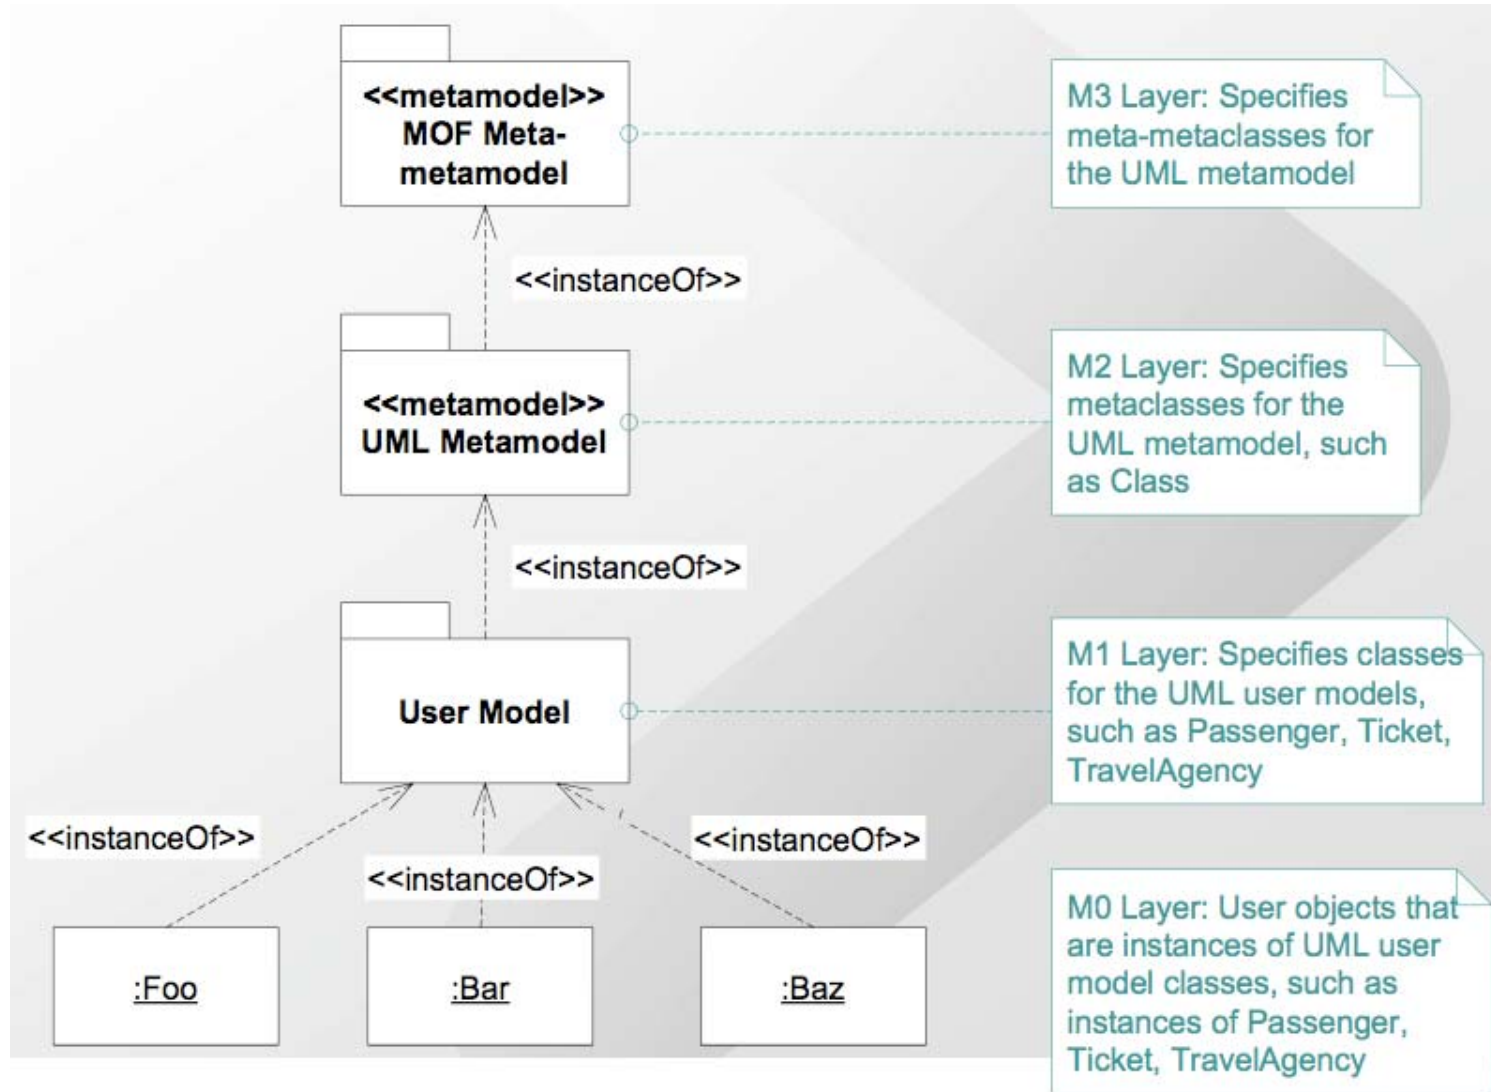 <<metamodel>>
MOF Meta-
metamodel
M3 Layer: Specifies
meta-metaclasses for
the UML metamodel
<<instanceOf>>
<<metamodel>>
UML Metamodel
M2 Layer: Specifies
metaclasses for the
UML metamodel, such
as Class
<<instanceOf>>
User Model
M1 Layer: Specifies classes
for the UML user models,
such as Passenger, Ticket,
TravelAgency
<<instanceOf>>
<<instanceOf>>
<<instanceOf>>
:Foo
:Bar
:Baz
M0 Layer: User objects that
are instances of UML user
model classes, such as
instances of Passenger,
Ticket, TravelAgency